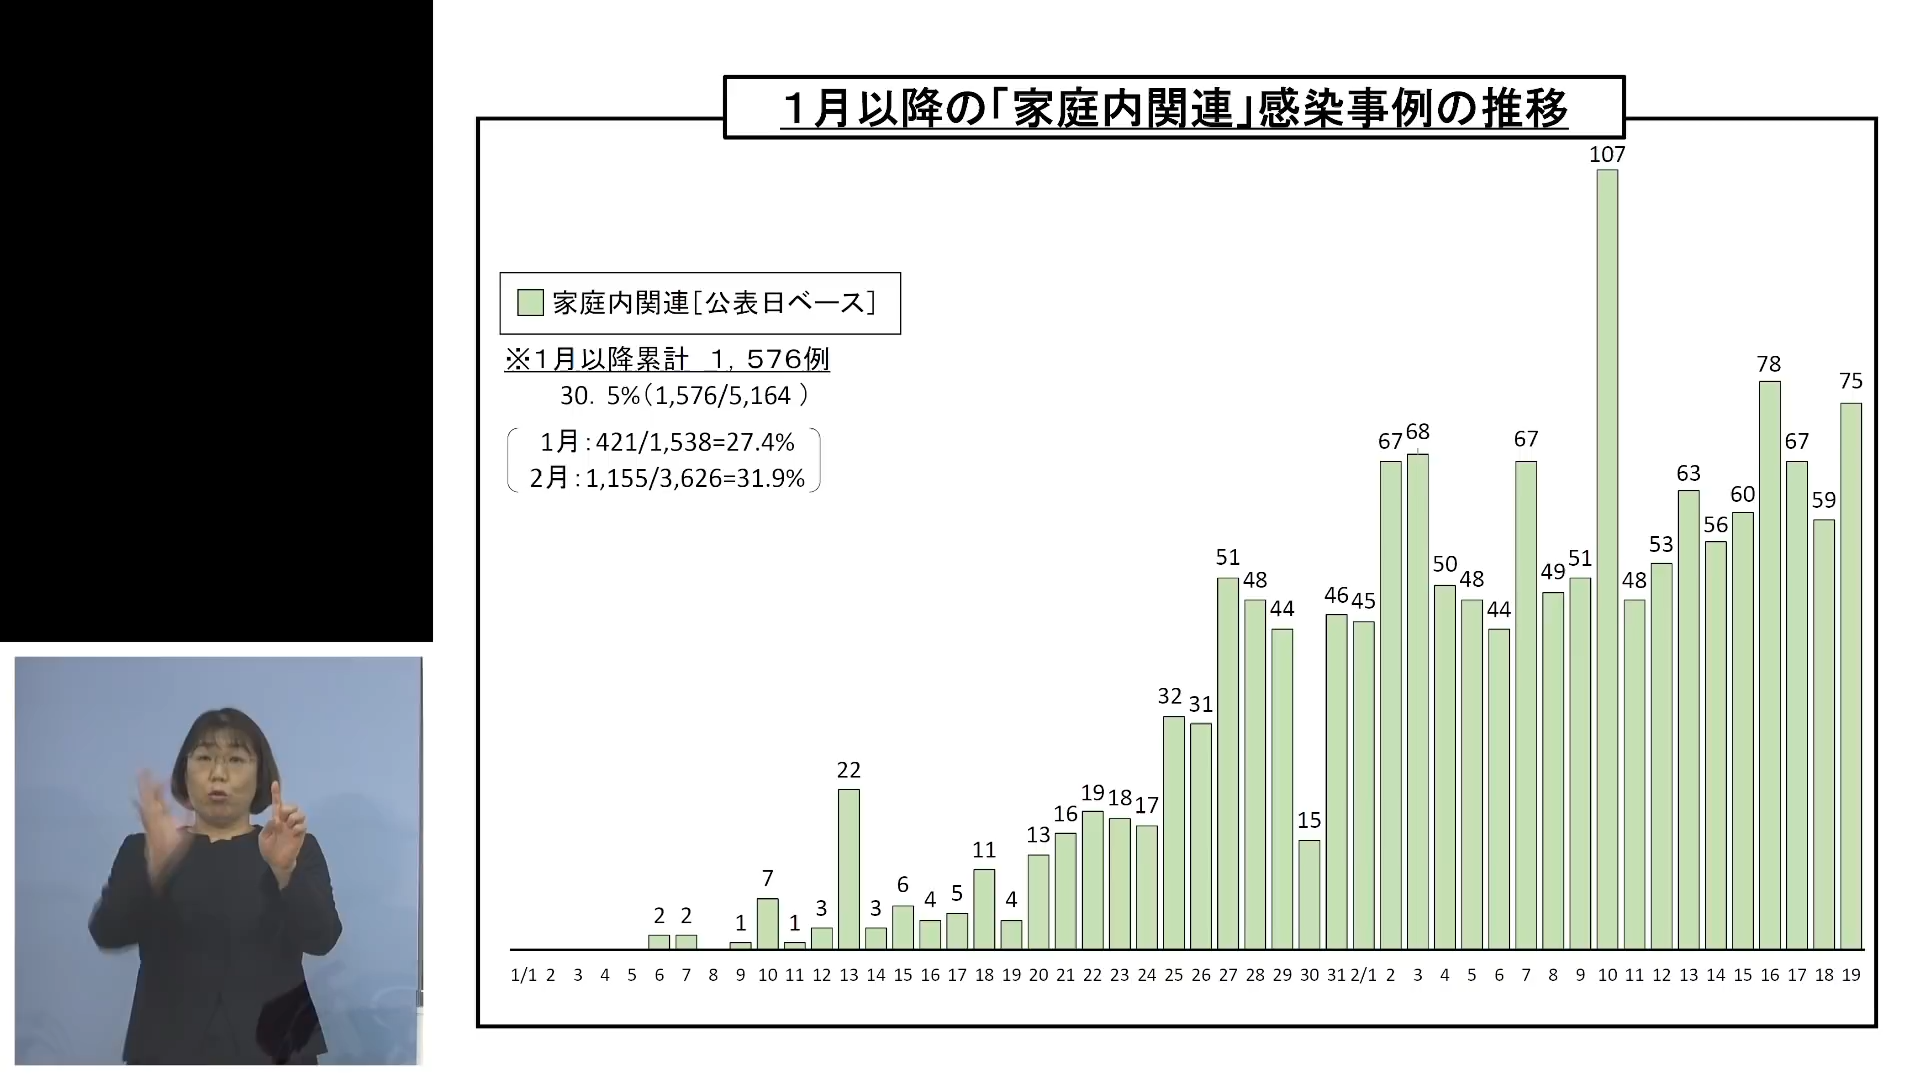 １月以降の｢家庭内関連｣感染事例の推移
107
家庭内関連[公表日ベース]
※１月以降累計　１，５７６例
30．5%（1,576/5,164 ）
1月：421/1,538=27.4%
2月：1,155/3,626=31.9%
2 2 1 7 1 3 22 3 6 4 5 11 4 13 16 19 18 17 32 31 51 48 44 15 46 45 67 68 50 48 44 67 49 51 48 53 63 56 60 78 67 59 75
1/1 2 3 4 5 6 7 8 9 10 11 12 13 14 15 16 17 18 19 20 21 22 23 24 25 26 27 28 29 30 31 2/1 2 3 4 5 6 7 8 9 10 11 12 13 14 15 16 17 18 19